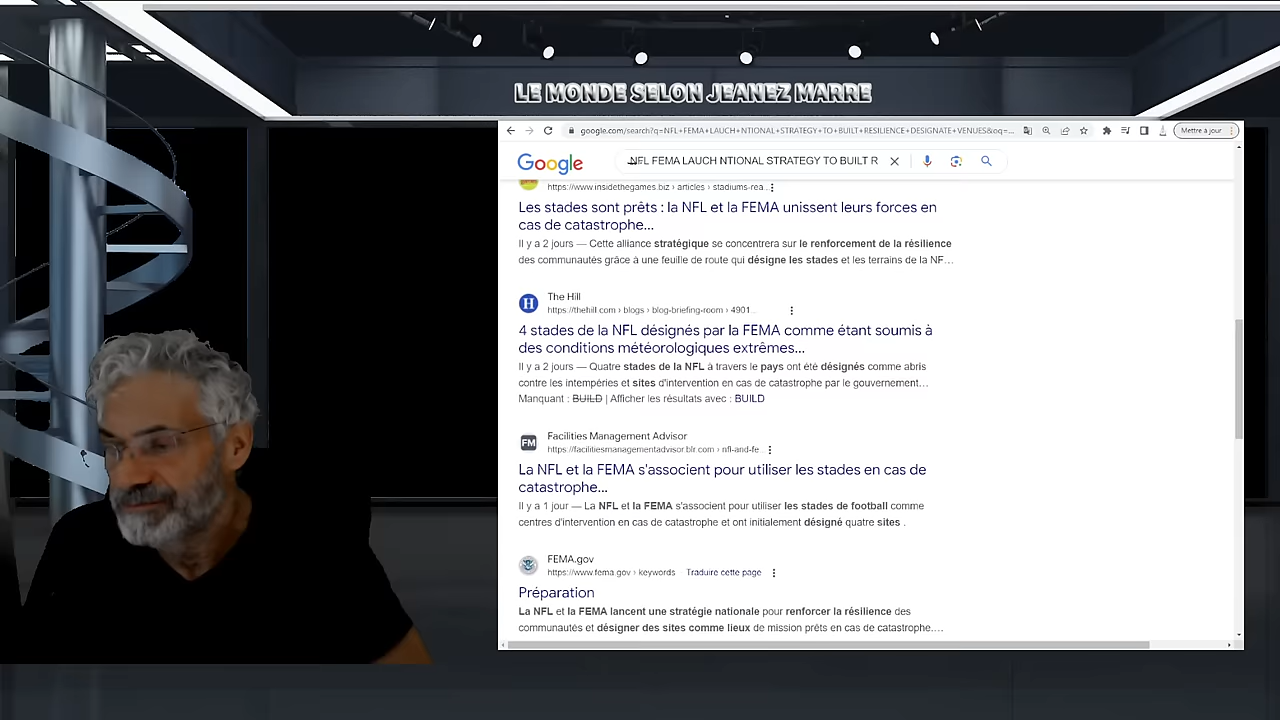 LE MONDE SELON JEANEZ MARRE
google.com/search?q=NFL+FEMA+LAUCH+NTIONAL+STRATEGY+TO+BUILT+RESILIENCE+DESIGNATE+VENUES&oq=...
Mettre à jour
Google
NFL FEMA LAUCH NTIONAL STRATEGY TO BUILT R
https://www.insidethegames.biz › articles › stadiums-rea...
Les stades sont prêts : la NFL et la FEMA unissent leurs forces en
cas de catastrophe...
Il y a 2 jours — Cette alliance stratégique se concentrera sur le renforcement de la résilience
des communautés grâce à une feuille de route qui désigne les stades et les terrains de la NF...
H
The Hill
https://thehill.com › blogs › blog-briefing-room › 4901...
4 stades de la NFL désignés par la FEMA comme étant soumis à
des conditions météorologiques extrêmes...
Il y a 2 jours — Quatre stades de la NFL à travers le pays ont été désignés comme abris
contre les intempéries et sites d'intervention en cas de catastrophe par le gouvernement...
Manquant : BUILD | Afficher les résultats avec : BUILD
FM
Facilities Management Advisor
https://facilitiesmanagementadvisor.blr.com › nfl-and-fe
La NFL et la FEMA s'associent pour utiliser les stades en cas de
catastrophe...
Il y a 1 jour — La NFL et la FEMA s'associent pour utiliser les stades de football comme
centres d'intervention en cas de catastrophe et ont initialement désigné quatre sites .
FEMA.gov
https://www.fema.gov › keywords Traduire cette page
Préparation
La NFL et la FEMA lancent une stratégie nationale pour renforcer la résilience des
communautés et désigner des sites comme lieux de mission prêts en cas de catastrophe....